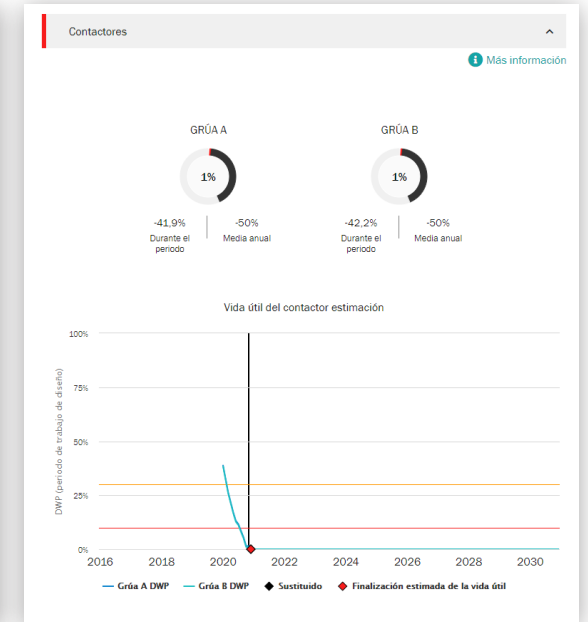 Contactores
Más información
GRÚA A
GRÚA B
1%
1%
-41,9%
-50%
-42,2%
-50%
Durante el
periodo
Media anual
Durante el
periodo
Media anual
Vida útil del contactor estimación
DWP (periodo de trabajo de diseño)
100%
75%
50%
25%
0%
2016
2018
2020
2022
2024
2026
2028
2030
Grúa A DWP
Grúa B DWP
Sustituido
Finalización estimada de la vida útil